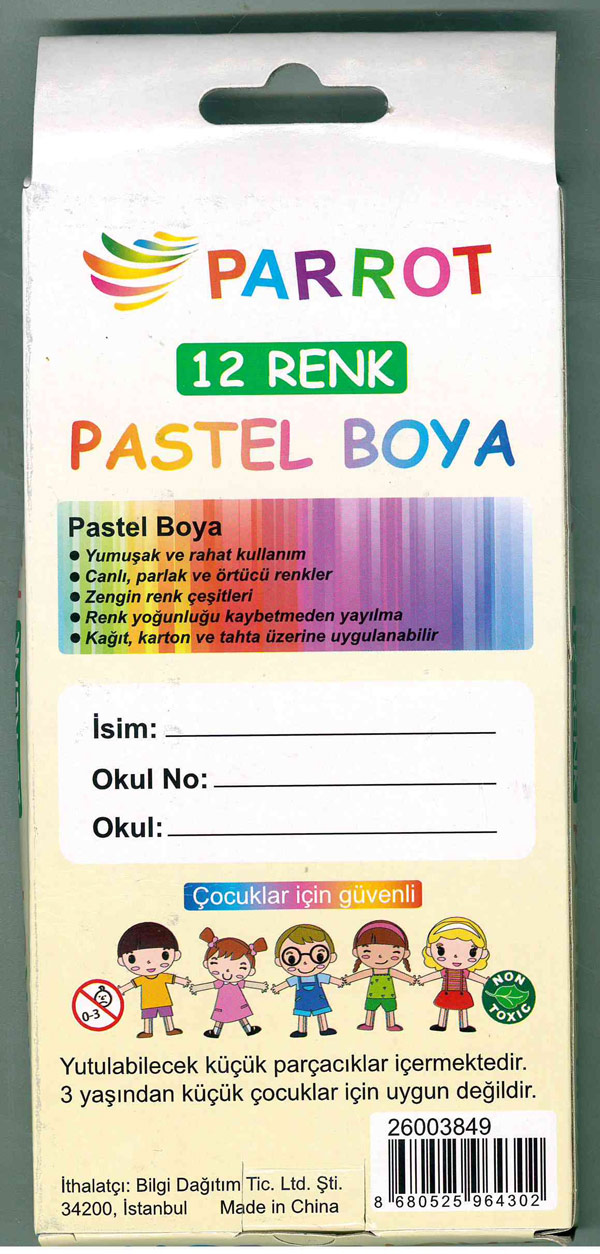 PARROT
12 RENK
PASTEL BOYA
Pastel Boya
● Yumuşak ve rahat kullanım
● Canlı, parlak ve örtücü renkler
● Zengin renk çeşitleri
● Renk yoğunluğu kaybetmeden yayılma
● Kağıt, karton ve tahta üzerine uygulanabilir
İsim:
Okul No:
Okul:
Çocuklar için güvenli
0-3
NON TOXIC
Yutulabilecek küçük parçacıklar içermektedir.
3 yaşından küçük çocuklar için uygun değildir.
26003849
8 680525 964302
İthalatçı: Bilgi Dağıtım Tic. Ltd. Şti.
34200, İstanbul Made in China